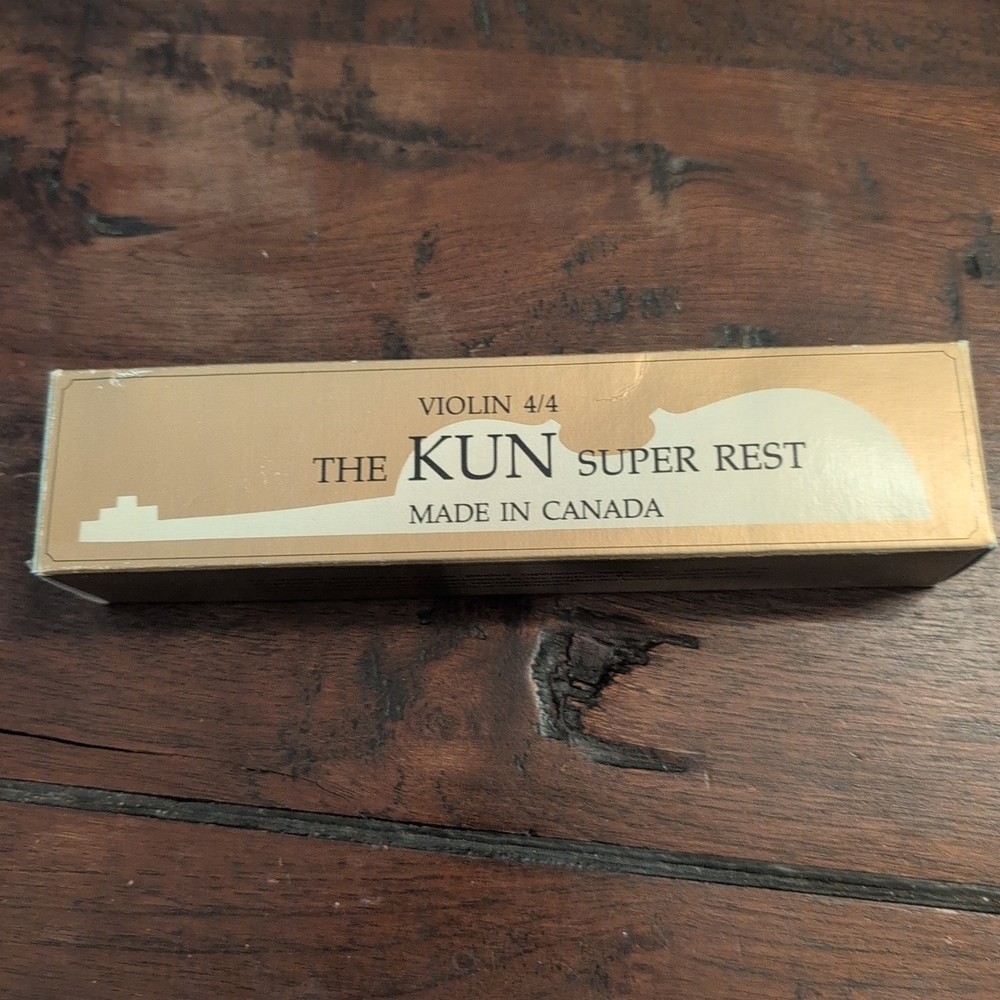 VIOLIN 4/4
THE KUN SUPER REST
MADE IN CANADA